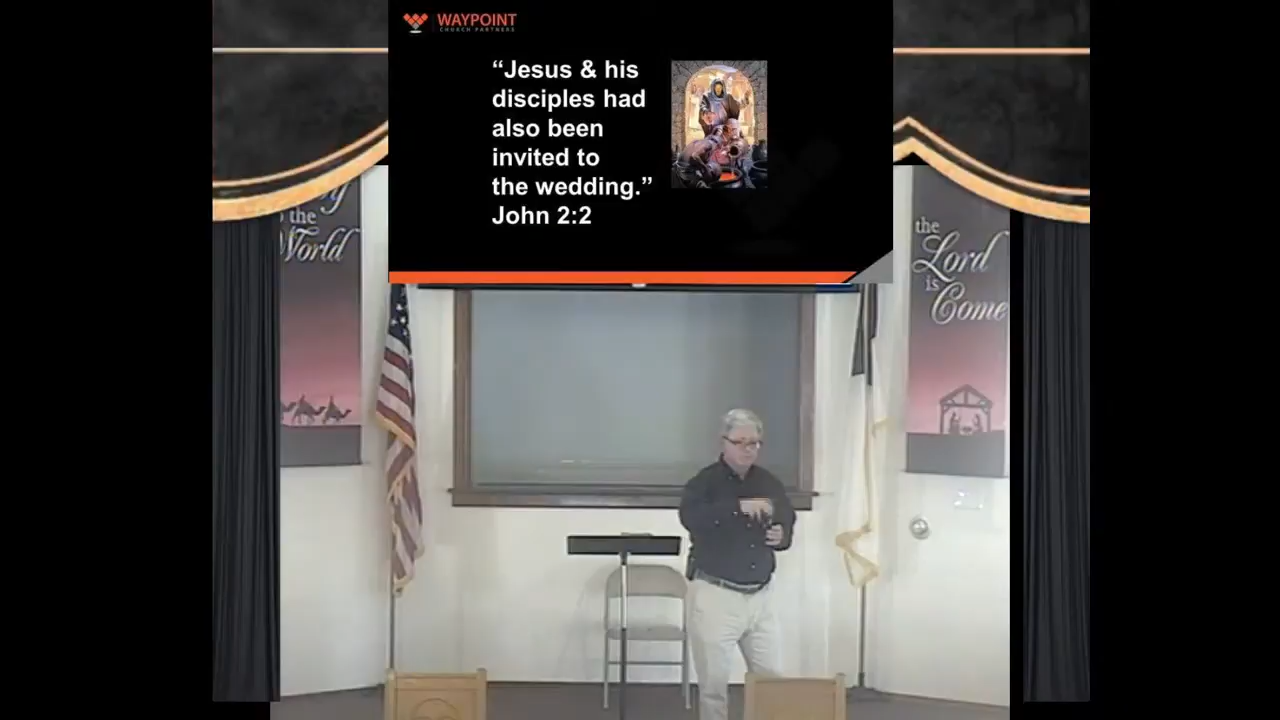 WAYPOINT
CHURCH PARTNERS
“Jesus & his
disciples had
also been
invited to
the wedding.”
John 2:2
the
World
the
Lord
is
Come